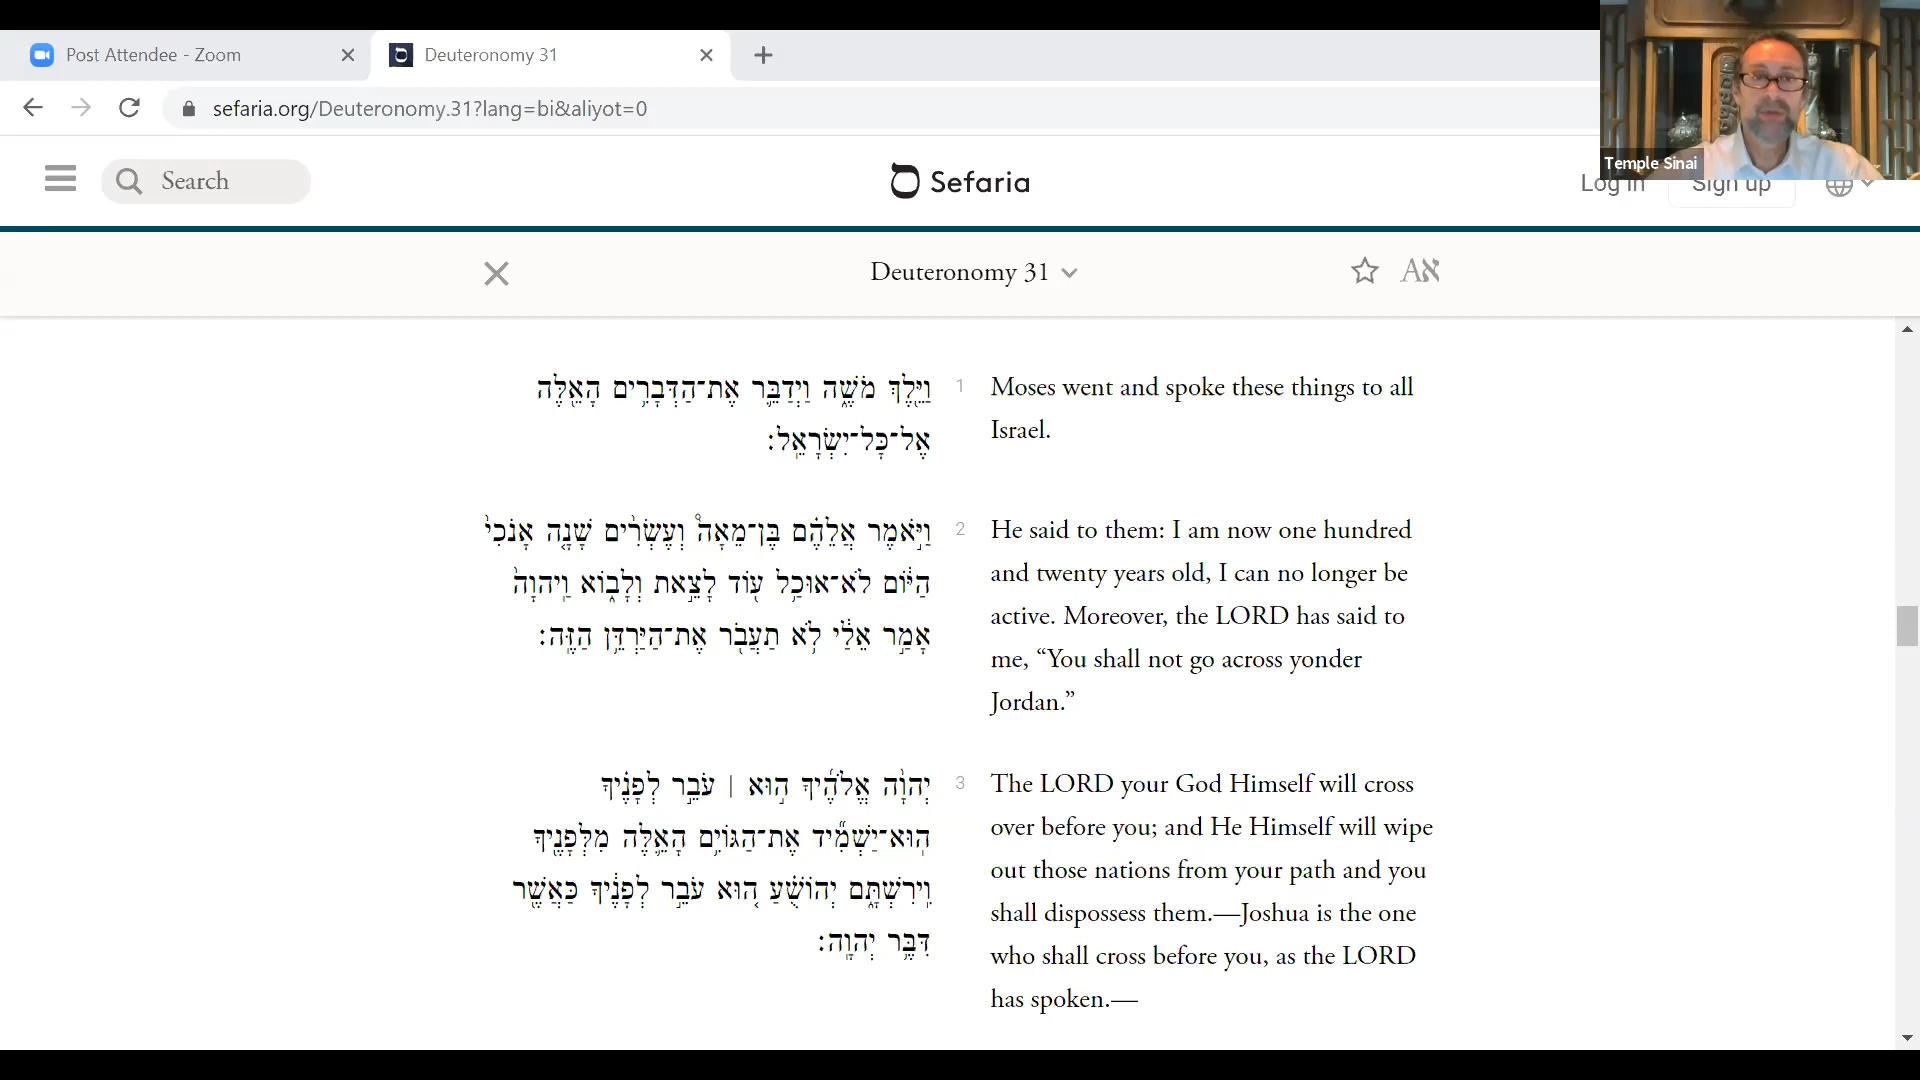 Post Attendee - Zoom
Deuteronomy 31
sefaria.org/Deuteronomy.31?lang=bi&aliyot=0
Temple Sinai
Search
Sefaria
Log in
Sign up
Deuteronomy 31
Aא
וַיֵּ֖לֶךְ מֹשֶׁ֑ה וַיְדַבֵּ֛ר אֶת־הַדְּבָרִ֥ים הָאֵ֖לֶּה
אֶל־כׇּל־יִשְׂרָאֵֽל׃
1
Moses went and spoke these things to all
Israel.
וַיֹּ֣אמֶר אֲלֵהֶ֗ם בֶּן־מֵאָה֩ וְעֶשְׂרִ֨ים שָׁנָ֤ה אָנֹכִי֙
הַיּ֔וֹם לֹא־אוּכַ֥ל ע֖וֹד לָצֵ֣את וְלָב֑וֹא וַֽיהֹוָה֙
אָמַ֣ר אֵלַ֔י לֹ֥א תַעֲבֹ֖ר אֶת־הַיַּרְדֵּ֥ן הַזֶּֽה׃
2
He said to them: I am now one hundred
and twenty years old, I can no longer be
active. Moreover, the LORD has said to
me, “You shall not go across yonder
Jordan.”
יְהֹוָ֨ה אֱלֹהֶ֜יךָ ה֣וּא ׀ עֹבֵ֣ר לְפָנֶ֗יךָ
הֽוּא־יַשְׁמִ֞יד אֶת־הַגּוֹיִ֥ם הָאֵ֛לֶּה מִלְּפָנֶ֖יךָ
וִֽירִשְׁתָּ֑ם יְהוֹשֻׁ֗עַ ה֚וּא עֹבֵ֣ר לְפָנֶ֔יךָ כַּאֲשֶׁ֖ר
דִּבֶּ֥ר יְהֹוָֽה׃
3
The LORD your God Himself will cross
over before you; and He Himself will wipe
out those nations from your path and you
shall dispossess them.—Joshua is the one
who shall cross before you, as the LORD
has spoken.—